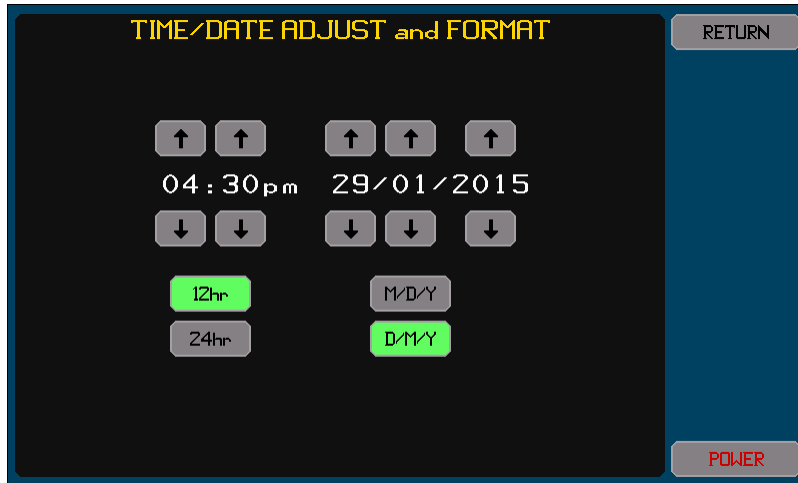 TIME/DATE ADJUST and FORMAT
RETURN
04:30pm 29/01/2015
12hr M/D/Y
24hr D/M/Y
POWER